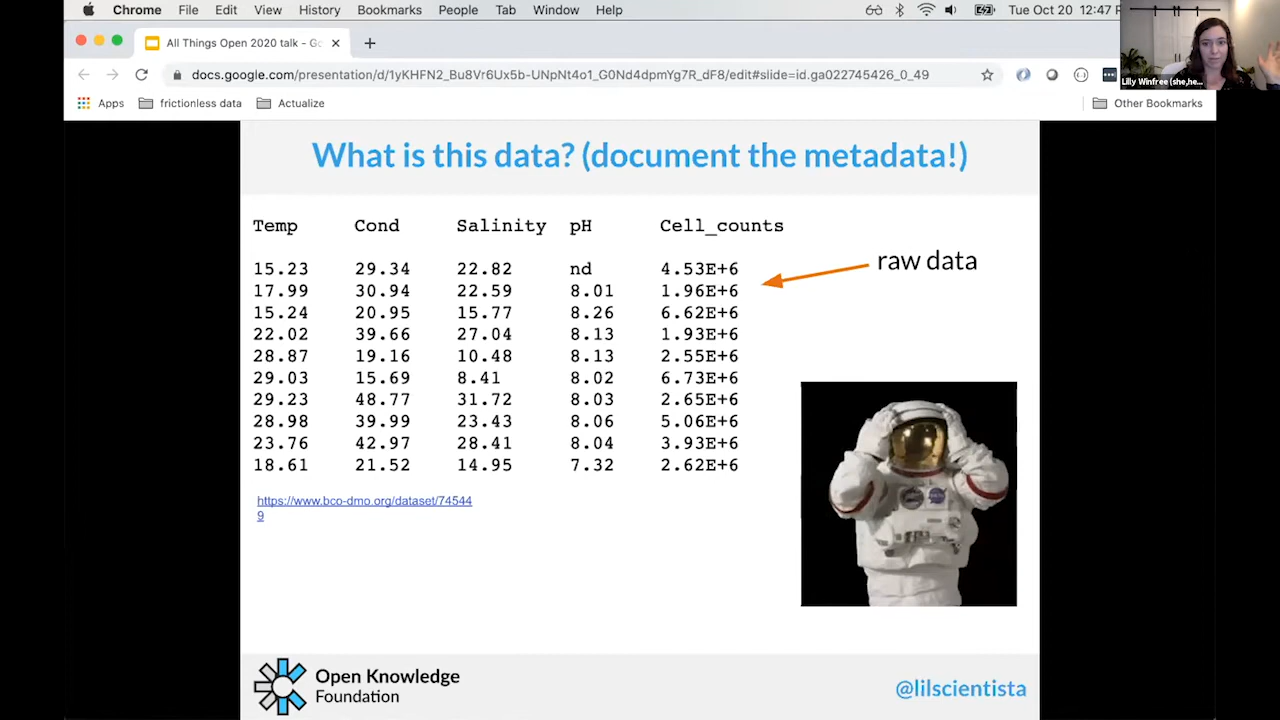 Chrome File Edit View History Bookmarks People Tab Window Help Tue Oct 20 12:47 P
All Things Open 2020 talk - Go
docs.google.com/presentation/d/1yKHFN2_Bu8Vr6Ux5b-UNpNt4o1_G0Nd4dpmYg7R_dF8/edit#slide=id.ga022745426_0_49
Lilly Winfree (she,he...
Apps frictionless data Actualize Other Bookmarks
What is this data? (document the metadata!)
Temp Cond Salinity pH Cell_counts
15.23 29.34 22.82 nd 4.53E+6
17.99 30.94 22.59 8.01 1.96E+6
15.24 20.95 15.77 8.26 6.62E+6
22.02 39.66 27.04 8.13 1.93E+6
28.87 19.16 10.48 8.13 2.55E+6
29.03 15.69 8.41 8.02 6.73E+6
29.23 48.77 31.72 8.03 2.65E+6
28.98 39.99 23.43 8.06 5.06E+6
23.76 42.97 28.41 8.04 3.93E+6
18.61 21.52 14.95 7.32 2.62E+6
raw data
https://www.bco-dmo.org/dataset/74544
9
Open Knowledge
Foundation
@lilscientista